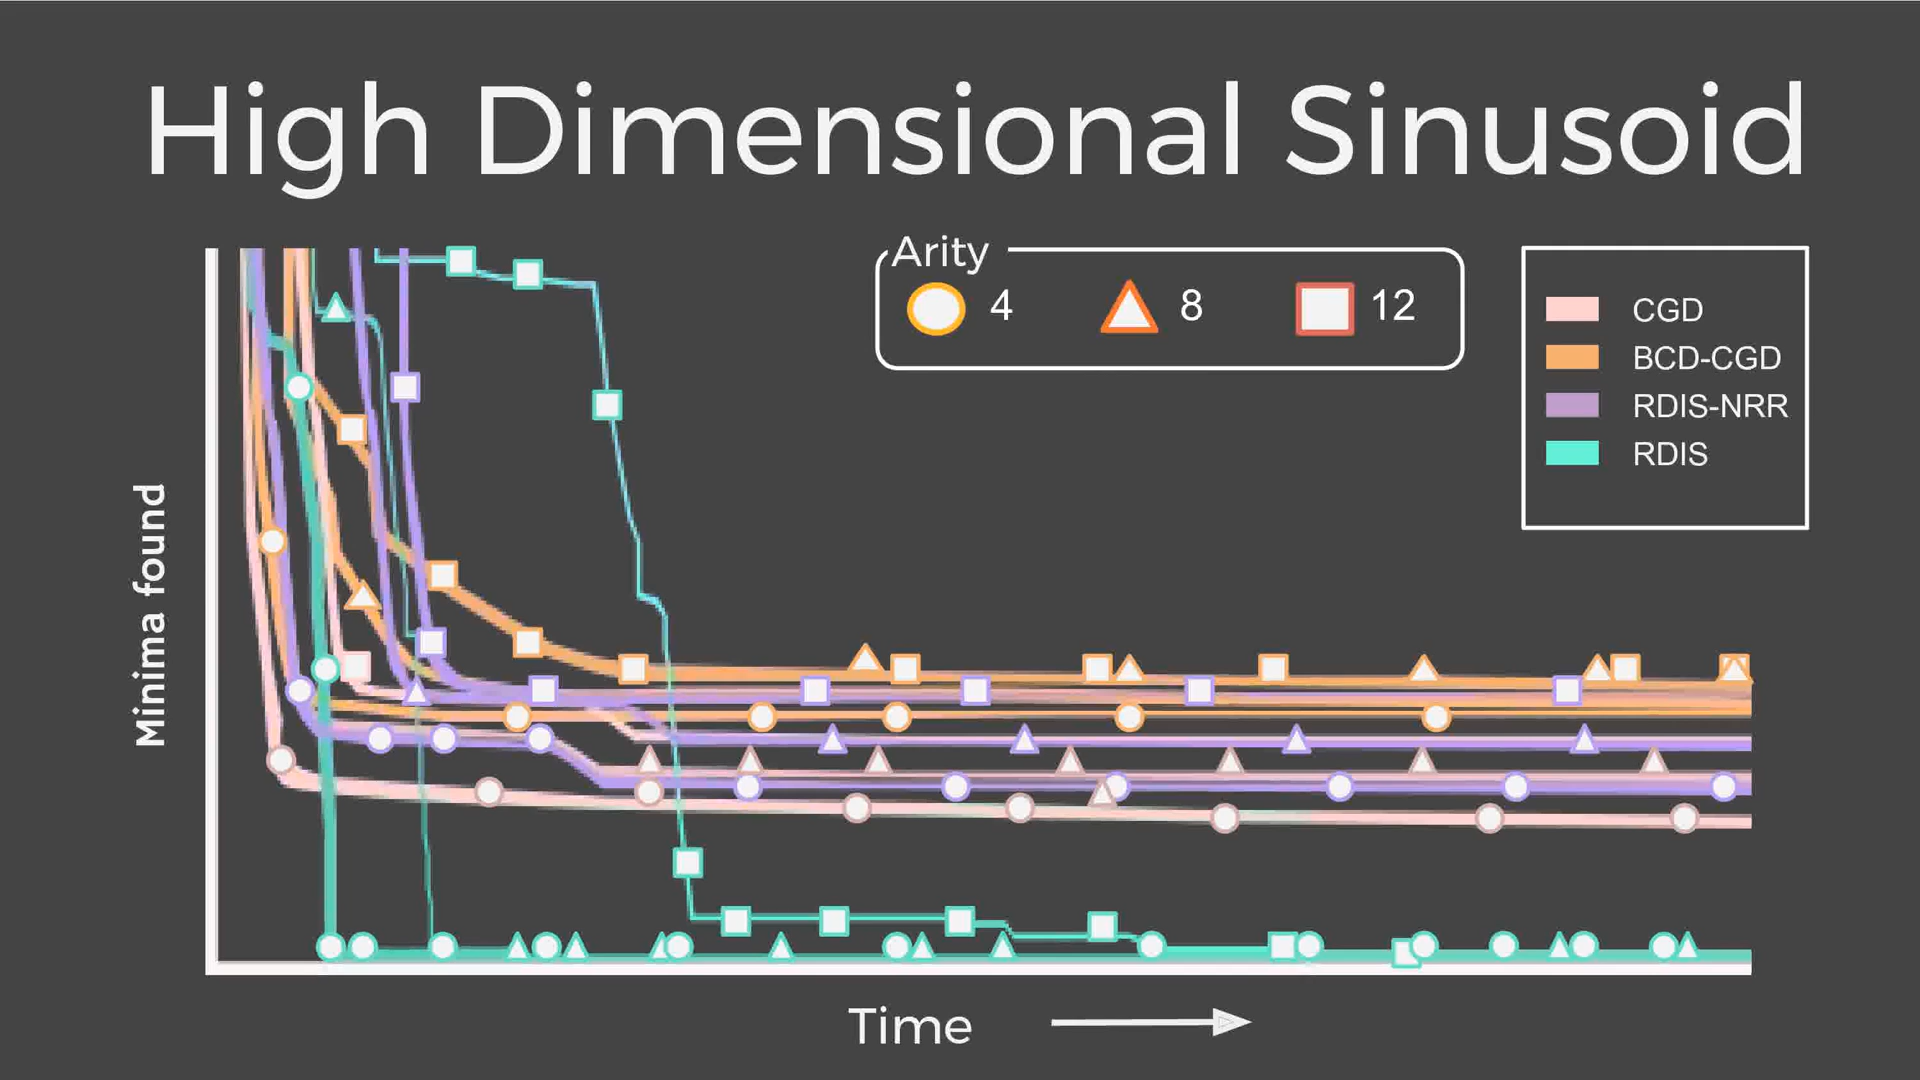 High Dimensional Sinusoid
Arity
4 8 12
CGD
BCD-CGD
RDIS-NRR
RDIS
Minima found
Time